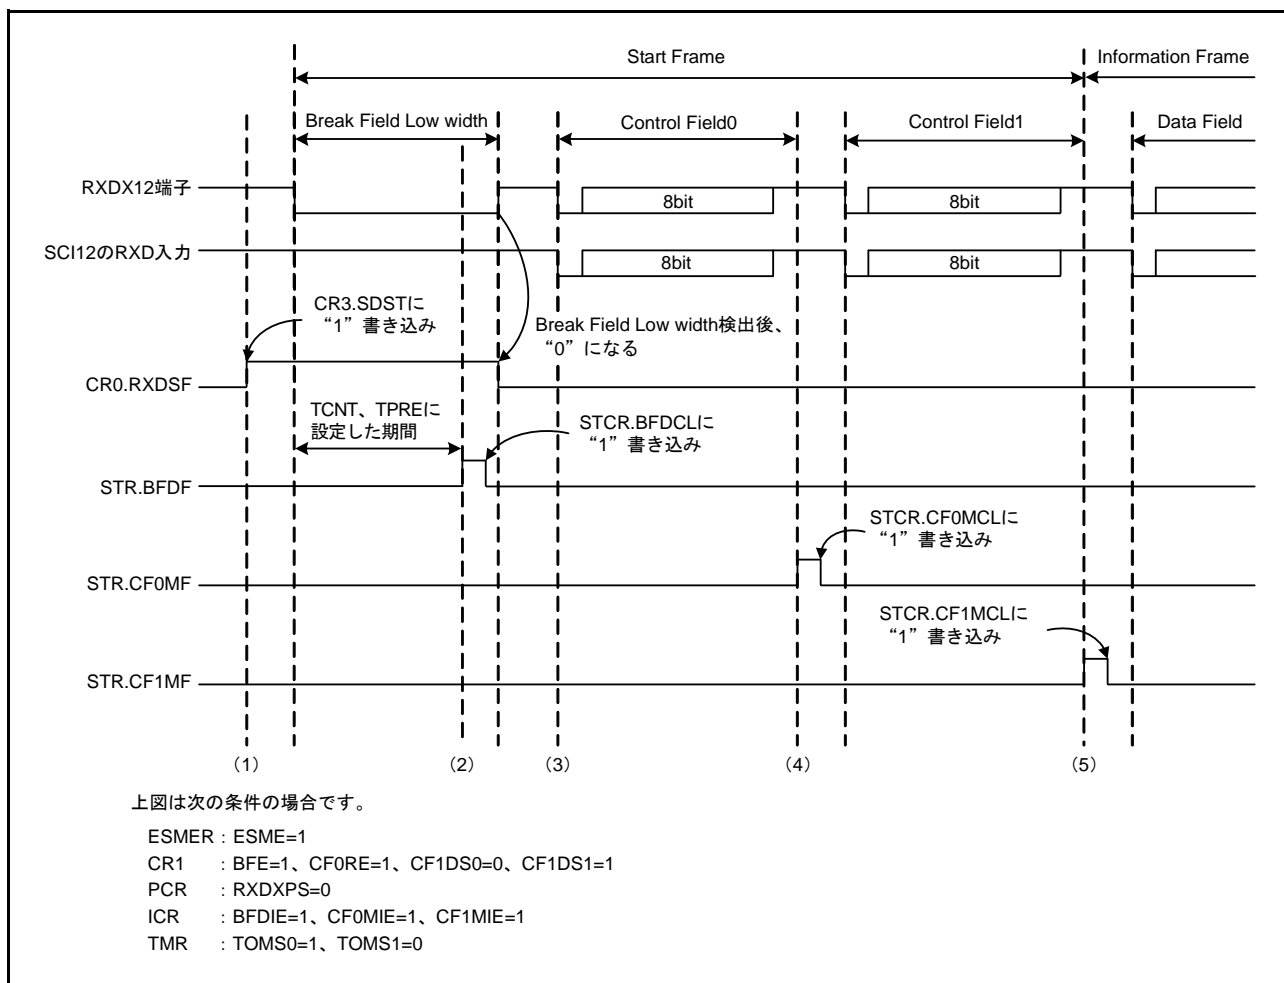 Start Frame
Information Frame
Break Field Low width
Control Field0
Control Field1
Data Field
RXDX12端子
8bit
8bit
SCI12のRXD入力
8bit
8bit
CR3.SDSTに
“1”書き込み
Break Field Low width検出後、
“0”になる
CR0.RXDSF
TCNT、TPREに
設定した期間
STCR.BFDCLに
“1”書き込み
STR.BFDF
STCR.CF0MCLに
“1”書き込み
STR.CF0MF
STCR.CF1MCLに
“1”書き込み
STR.CF1MF
（1）
（2）
（3）
（4）
（5）
上図は次の条件の場合です。
ESMER：ESME=1
CR1 ：BFE=1、CF0RE=1、CF1DS0=0、CF1DS1=1
PCR ：RXDXPS=0
ICR ：BFDIE=1、CF0MIE=1、CF1MIE=1
TMR ：TOMS0=1、TOMS1=0